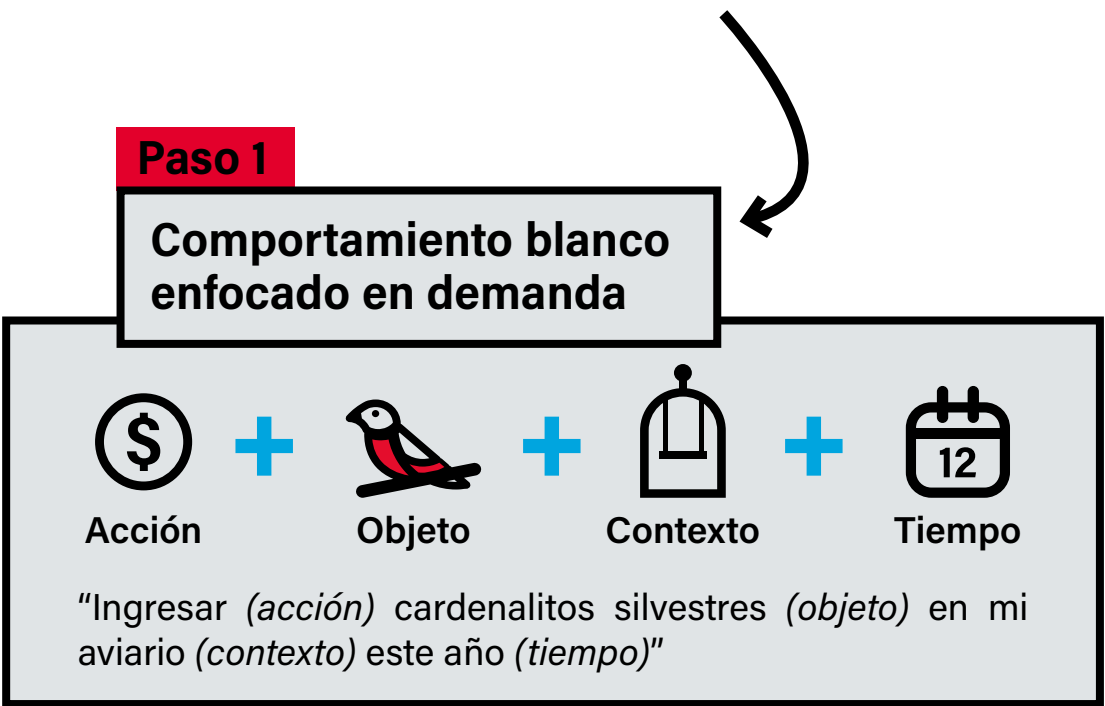 Paso 1
Comportamiento blanco
enfocado en demanda
$ 12
Acción Objeto Contexto Tiempo
“Ingresar (acción) cardenalitos silvestres (objeto) en mi
aviario (contexto) este año (tiempo)”